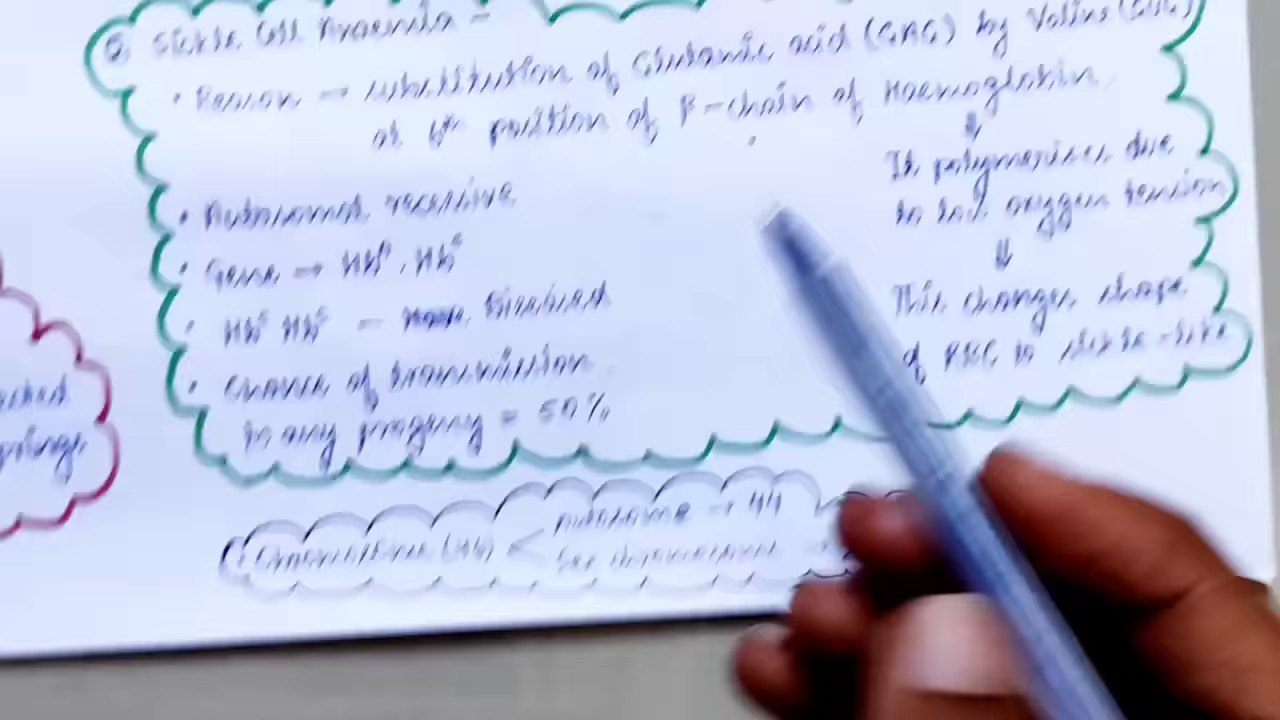 ② Sickle Cell Anaemia -
• Reason → substitution of Glutamic acid (GAG) by Valine (GUG)
at 6th position of β-chain of Haemoglobin.
⇓
It polymerises due
to low oxygen tension
⇓
This changes shape
of RBC to sickle-like
• Autosomal recessive
• Gene → Hbᴬ, Hbˢ
• Hbˢ Hbˢ - Diseased
• Chance of transmission
to any progeny = 50%
Chromosome (46) < Autosome → 44
Sex chromosome →